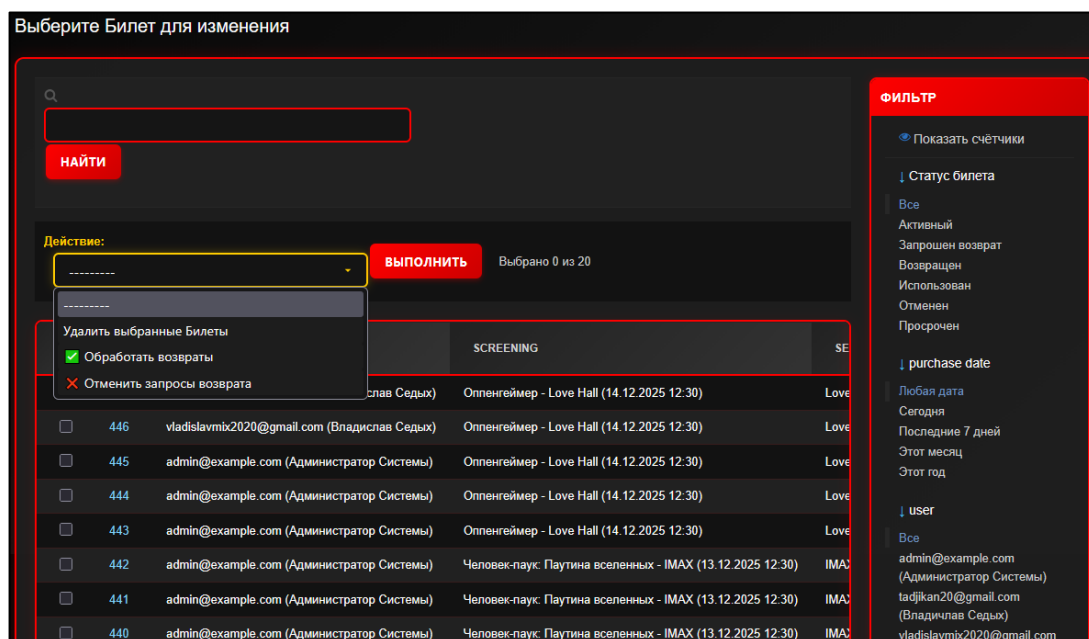 Выберите Билет для изменения
НАЙТИ
Действие:
---------
ВЫПОЛНИТЬ
Выбрано 0 из 20
---------
Удалить выбранные Билеты
Обработать возвраты
Отменить запросы возврата
SCREENING
SE
слав Седых) Оппенгеймер - Love Hall (14.12.2025 12:30) Love
446 vladislavmix2020@gmail.com (Владислав Седых) Оппенгеймер - Love Hall (14.12.2025 12:30) Love
445 admin@example.com (Администратор Системы) Оппенгеймер - Love Hall (14.12.2025 12:30) Love
444 admin@example.com (Администратор Системы) Оппенгеймер - Love Hall (14.12.2025 12:30) Love
443 admin@example.com (Администратор Системы) Оппенгеймер - Love Hall (14.12.2025 12:30) Love
442 admin@example.com (Администратор Системы) Человек-паук: Паутина вселенных - IMAX (13.12.2025 12:30) IMAX
441 admin@example.com (Администратор Системы) Человек-паук: Паутина вселенных - IMAX (13.12.2025 12:30) IMAX
440 admin@example.com (Администратор Системы) Человек-паук: Паутина вселенных - IMAX (13.12.2025 12:30) IMAX
ФИЛЬТР
Показать счётчики
↓ Статус билета
Все
Активный
Запрошен возврат
Возвращен
Использован
Отменен
Просрочен
↓ purchase date
Любая дата
Сегодня
Последние 7 дней
Этот месяц
Этот год
↓ user
Все
admin@example.com
(Администратор Системы)
tadjikan20@gmail.com
(Владичлав Седых)
vladislavmix2020@gmail.com